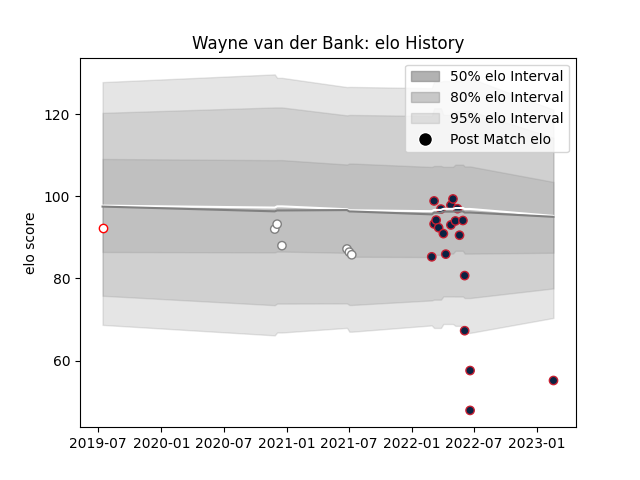 Wayne van der Bank: elo History
50% elo Interval
80% elo Interval
95% elo Interval
Post Match elo
elo score
120
100
80
60
2019-07 2020-01 2020-07 2021-01 2021-07 2022-01 2022-07 2023-01